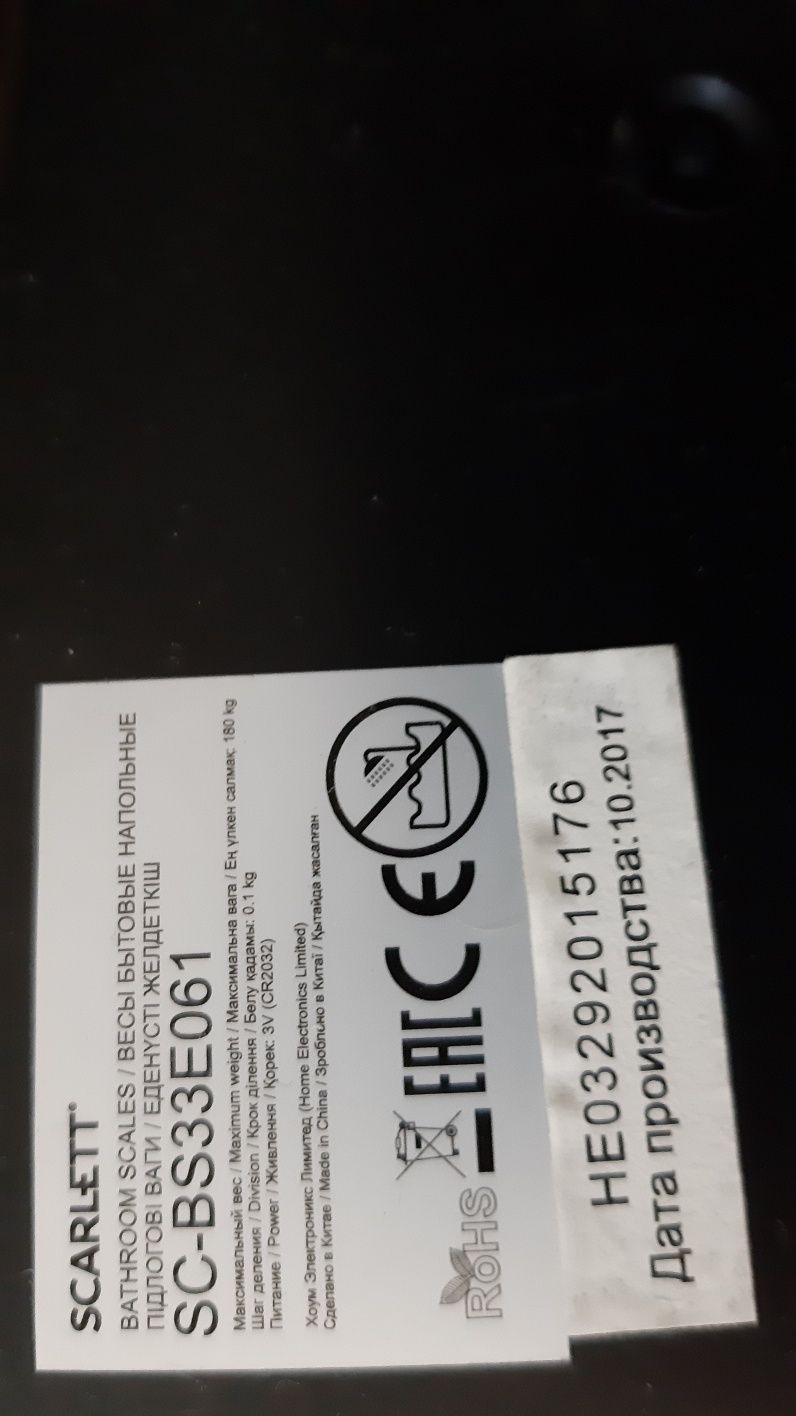 SCARLETT®
BATHROOM SCALES / ВЕСЫ БЫТОВЫЕ НАПОЛЬНЫЕ
ПІДЛОГОВІ ВАГИ / ЕДЕНУСТІ ЖЕЛДЕТКІШ
SC-BS33E061
Максимальный вес / Maximum weight / Максимальна вага / Ең үлкен салмақ: 180 kg
Шаг деления / Division / Крок ділення / Бөлу қадамы: 0.1 kg
Питание / Power / Живлення / Қорек: 3V (CR2032)
Хоум Электроникс Лимитед (Home Electronics Limited)
Сделано в Китае / Made in China / Зроблено в Китаї / Қытайда жасалған
RoHS EAC CE
HE03292015176
Дата производства:10.2017